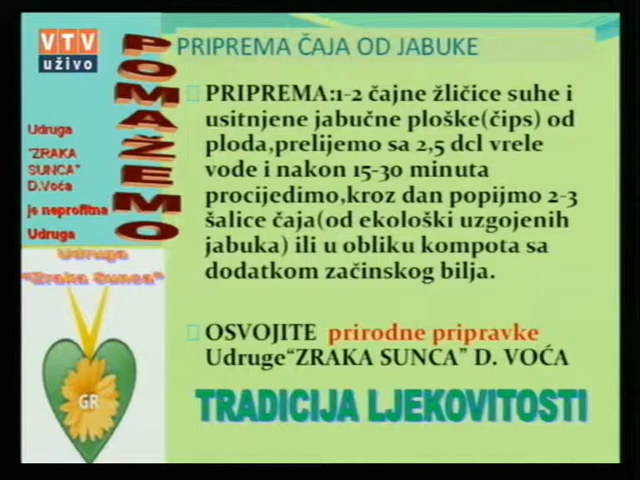 VTV
uživo
POMAŽEMO
Udruga
"ZRAKA
SUNCA"
D.Voća
je neprofitna
Udruga
Udruga
"Zraka Sunca"
GR
PRIPREMA ČAJA OD JABUKE
PRIPREMA:1-2 čajne žličice suhe i
usitnjene jabučne ploške(čips) od
ploda,prelijemo sa 2,5 dcl vrele
vode i nakon 15-30 minuta
procijedimo,kroz dan popijmo 2-3
šalice čaja(od ekološki uzgojenih
jabuka) ili u obliku kompota sa
dodatkom začinskog bilja.
OSVOJITE prirodne pripravke
Udruge“ZRAKA SUNCA” D. VOĆA
TRADICIJA LJEKOVITOSTI